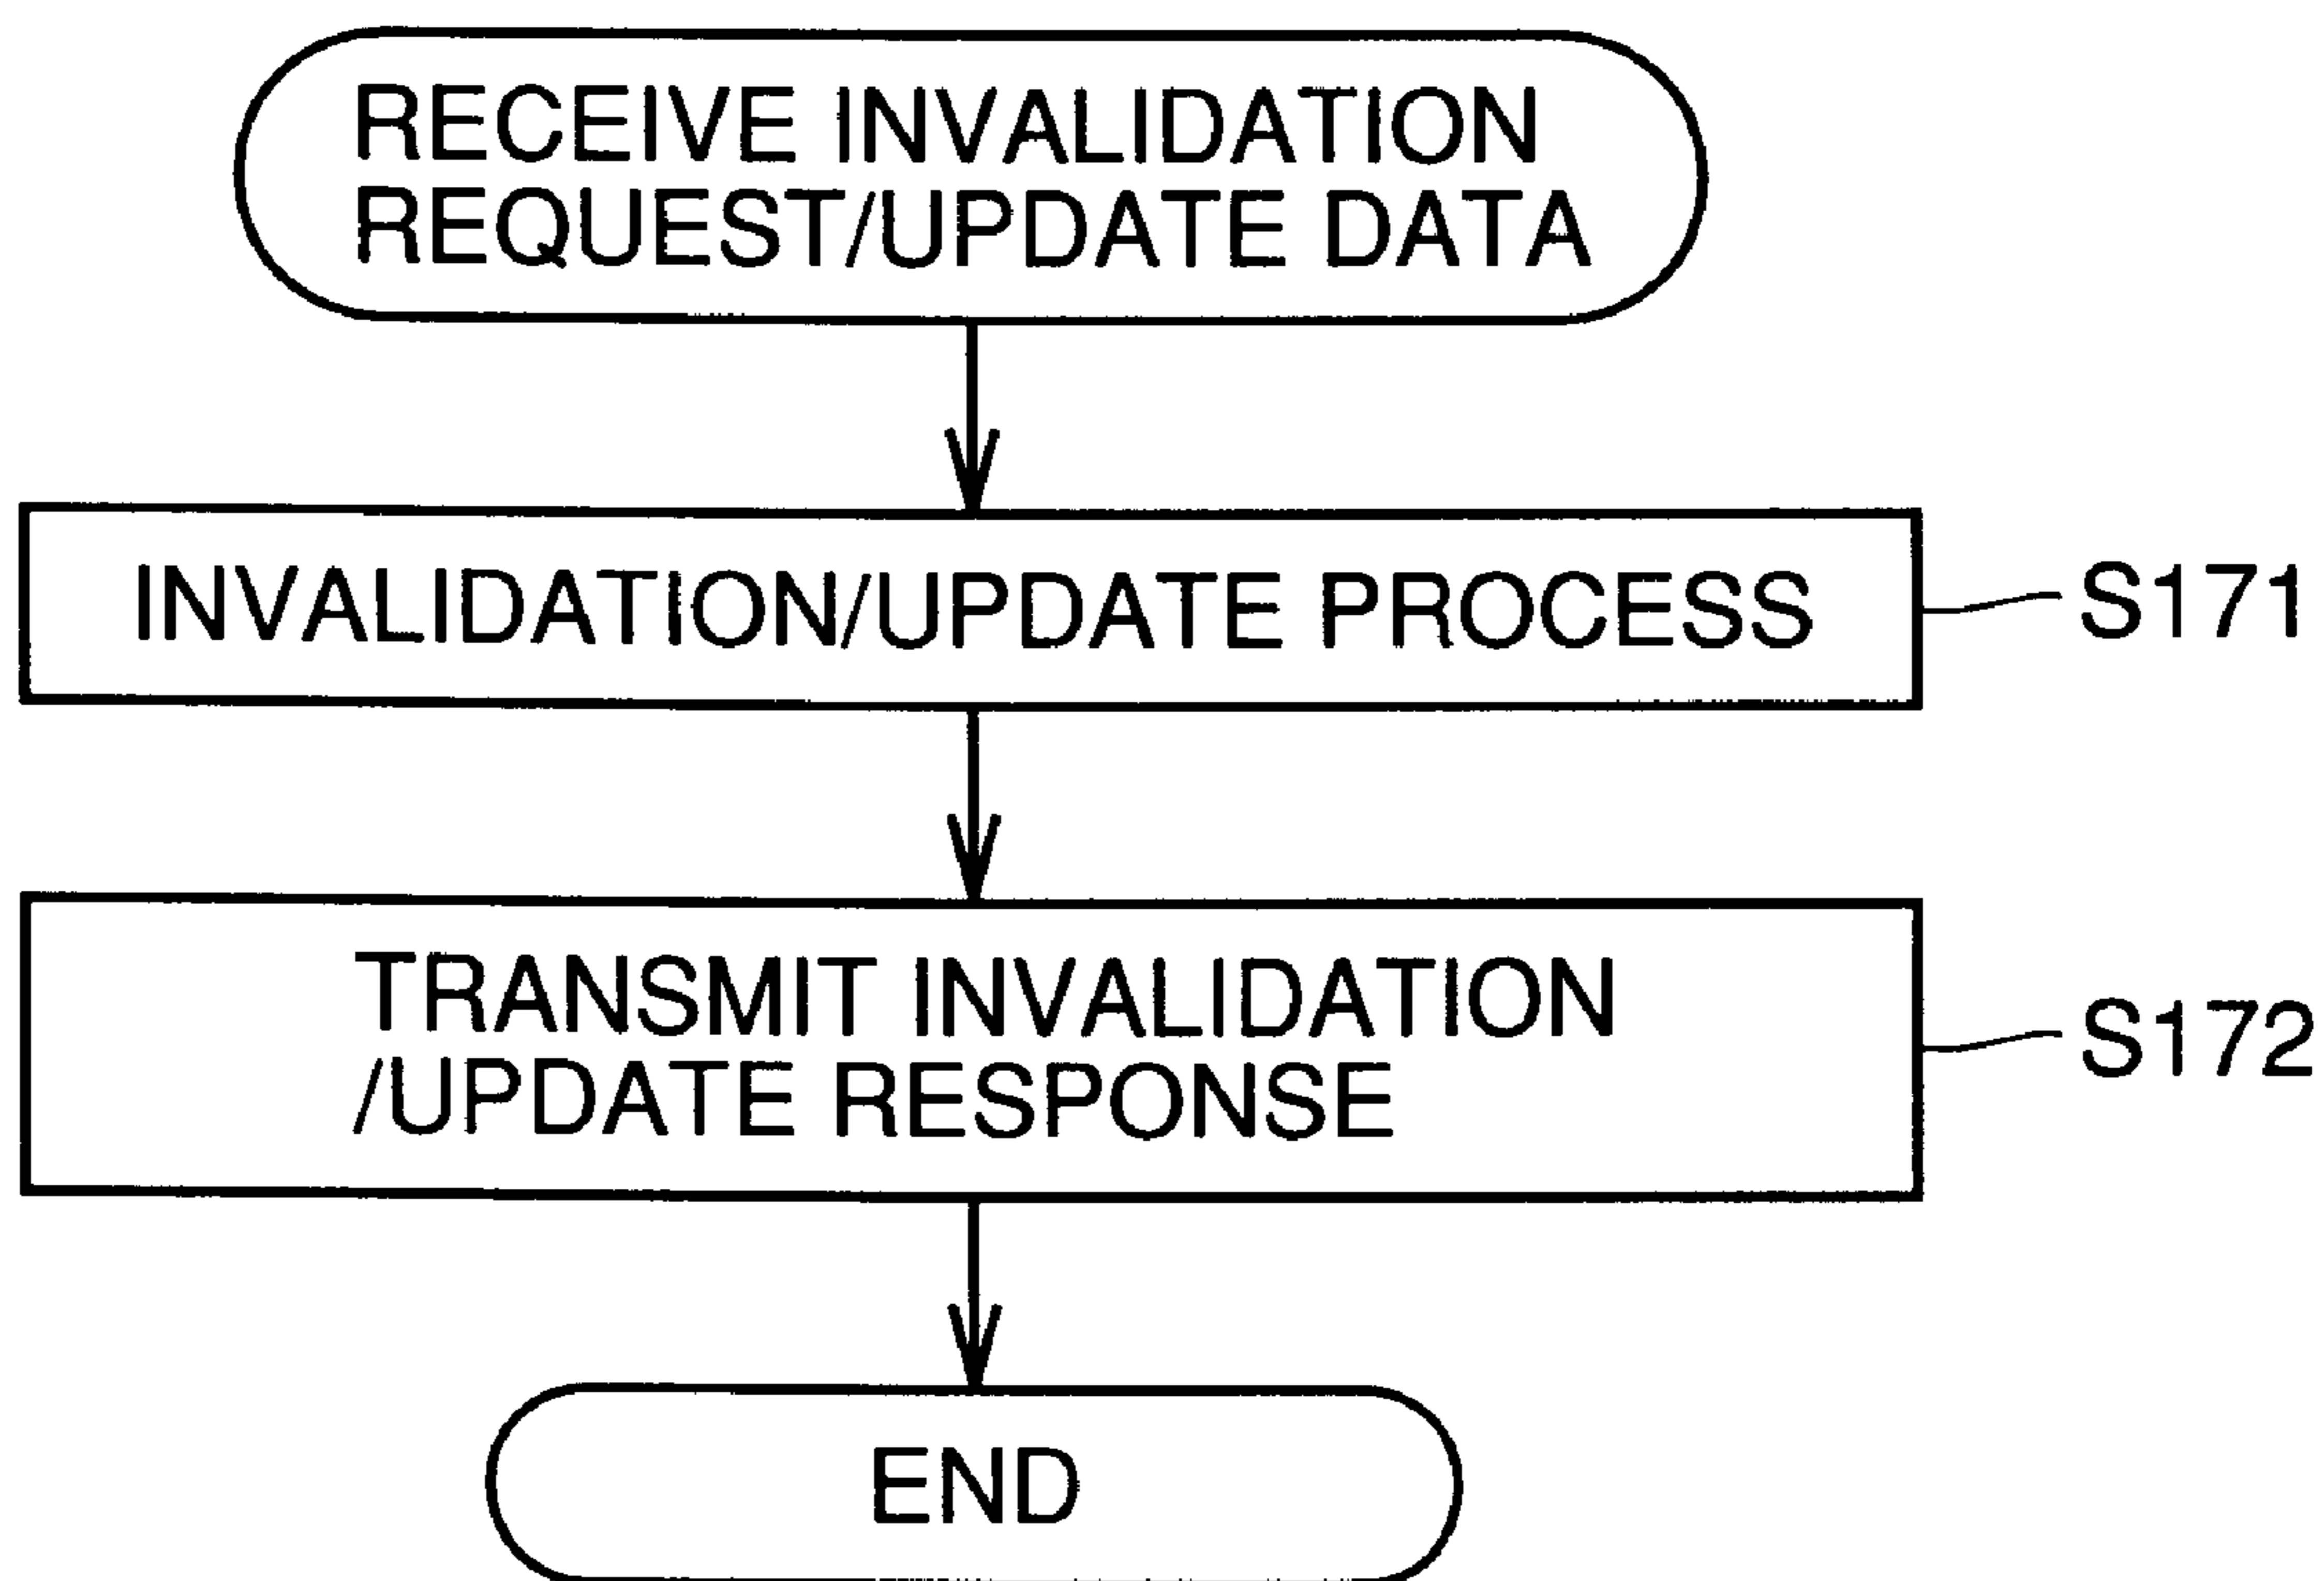 RECEIVE INVALIDATION
REQUEST/UPDATE DATA
INVALIDATION/UPDATE PROCESS
S171
TRANSMIT INVALIDATION
/UPDATE RESPONSE
S172
END